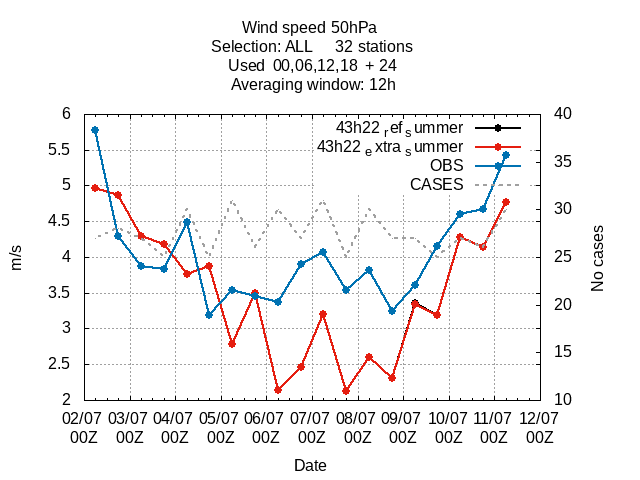 Wind speed 50hPa
Selection: ALL 32 stations
Used 00,06,12,18 + 24
Averaging window: 12h
43h22 ref summer
43h22 extra summer
OBS
CASES
6
5.5
5
4.5
4
3.5
3
2.5
2
m/s
40
35
30
25
20
15
10
No cases
02/07 03/07 04/07 05/07 06/07 07/07 08/07 09/07 10/07 11/07 12/07
00Z 00Z 00Z 00Z 00Z 00Z 00Z 00Z 00Z 00Z 00Z
Date